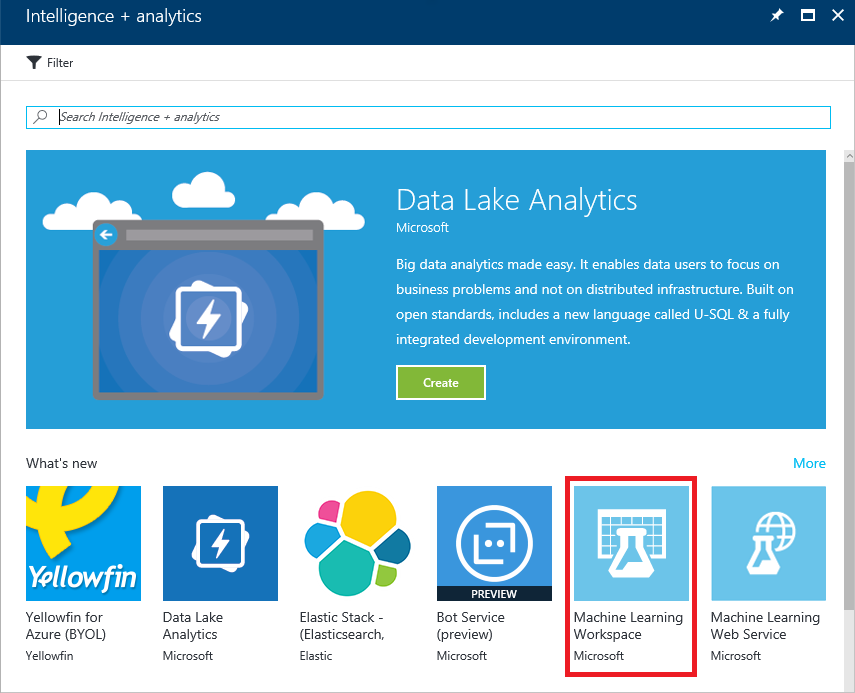 Intelligence + analytics
Filter
Search Intelligence + analytics
Data Lake Analytics
Microsoft
Big data analytics made easy. It enables data users to focus on
business problems and not on distributed infrastructure. Built on
open standards, includes a new language called U-SQL & a fully
integrated development environment.
Create
What's new
More
Yellowfin
PREVIEW
Yellowfin for
Azure (BYOL)
Yellowfin
Data Lake
Analytics
Microsoft
Elastic Stack -
(Elasticsearch,
Elastic
Bot Service
(preview)
Microsoft
Machine Learning
Workspace
Microsoft
Machine Learning
Web Service
Microsoft